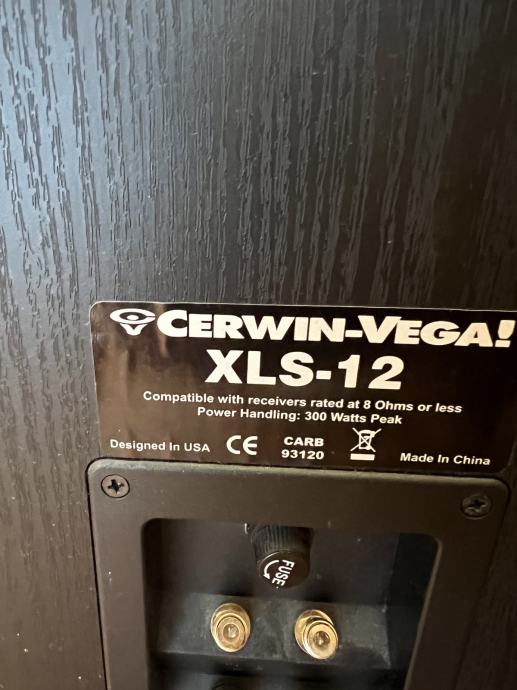 CERWIN-VEGA!
XLS-12
Compatible with receivers rated at 8 Ohms or less
Power Handling: 300 Watts Peak
Designed In USA CE CARB 93120 Made In China
FUSE